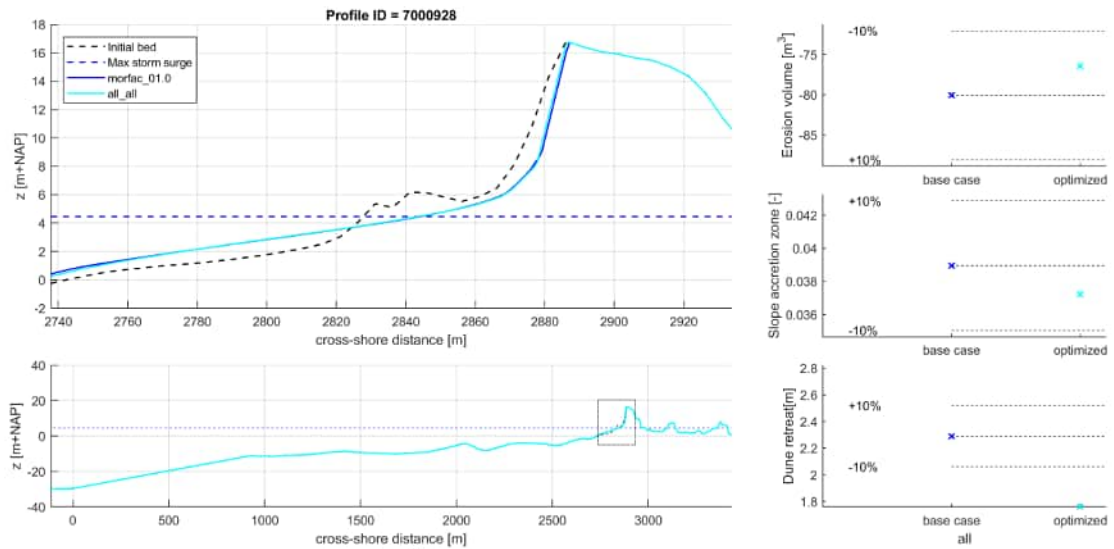 Profile ID = 7000928
18
16
14
12
10
8
6
4
2
0
-2
z [m+NAP]
Initial bed
Max storm surge
morfac_01.0
all_all
2740 2760 2780 2800 2820 2840 2860 2880 2900 2920
cross-shore distance [m]
40
20
0
-20
-40
z [m+NAP]
0 500 1000 1500 2000 2500 3000
cross-shore distance [m]
Erosion volume [m³]
-75
-80
-85
-10%
+10%
base case optimized
Slope accretion zone [-]
0.042
0.04
0.038
0.036
+10%
-10%
base case optimized
Dune retreat[m]
2.8
2.6
2.4
2.2
2
1.8
+10%
-10%
base case optimized
all